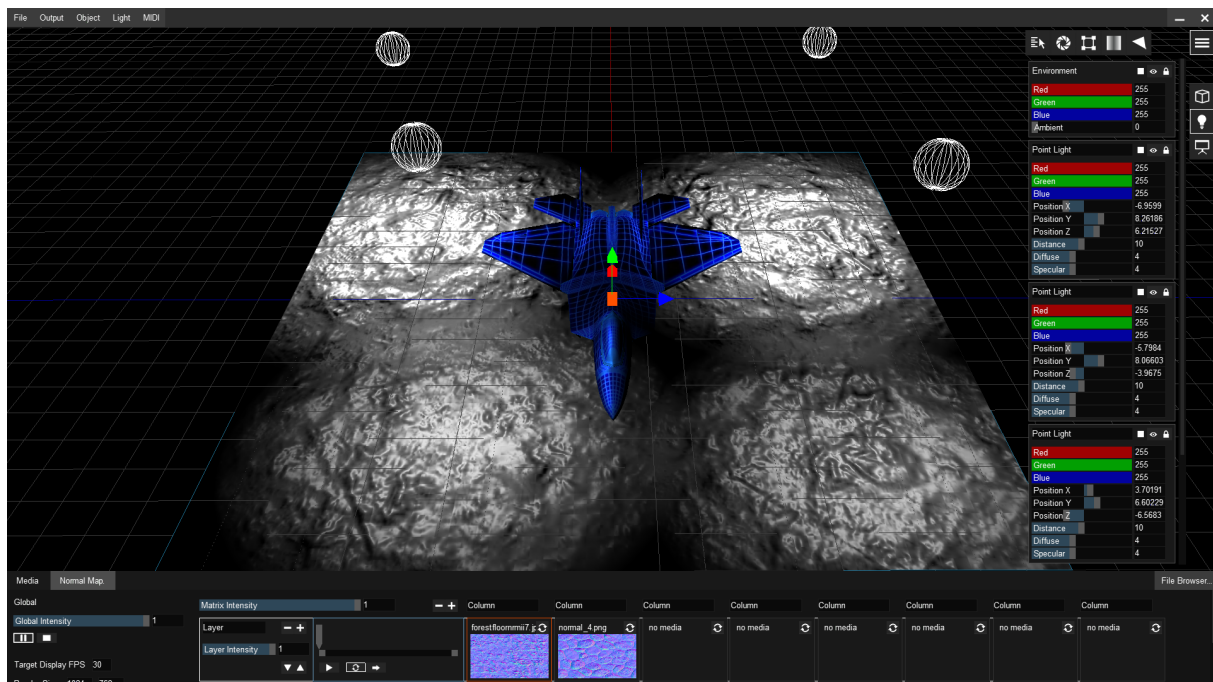 File Output Object Light MIDI
Environment
Red 255
Green 255
Blue 255
Ambient 0
Point Light
Red 255
Green 255
Blue 255
Position X -6.9599
Position Y 8.26186
Position Z 6.21527
Distance 10
Diffuse 4
Specular 4
Point Light
Red 255
Green 255
Blue 255
Position X -5.7984
Position Y 8.06603
Position Z -3.9675
Distance 10
Diffuse 4
Specular 4
Point Light
Red 255
Green 255
Blue 255
Position X 3.70191
Position Y 6.60229
Position Z -6.5683
Distance 10
Diffuse 4
Specular 4
Media Normal Map. File Browser...
Global
Matrix Intensity 1 Column Column Column Column Column Column Column Column
Global Intensity 1
Layer
forestfloornmii7.jp normal_4.png no media no media no media no media no media no media
Layer Intensity 1
Target Display FPS 30